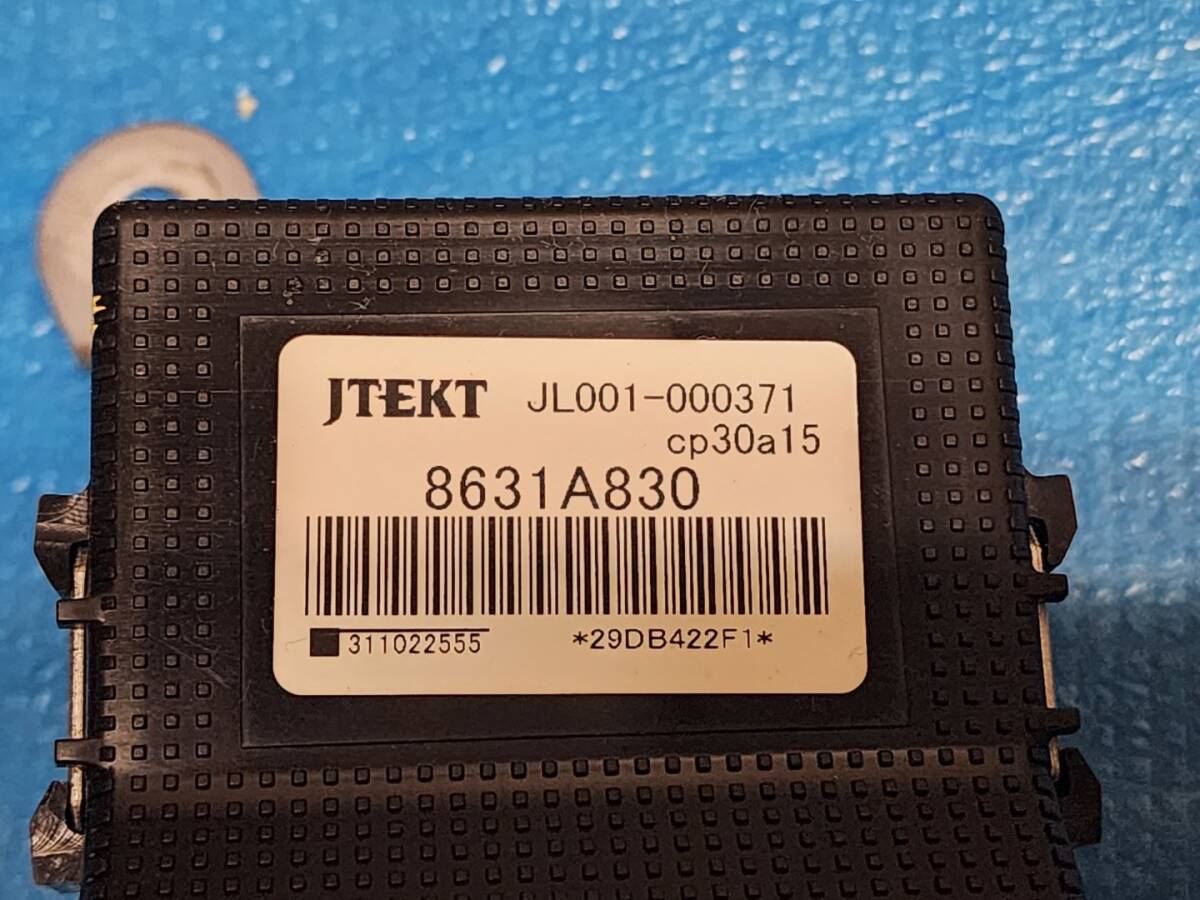 JTEKT JL001-000371
cp30a15
8631A830
311022555 *29DB422F1*